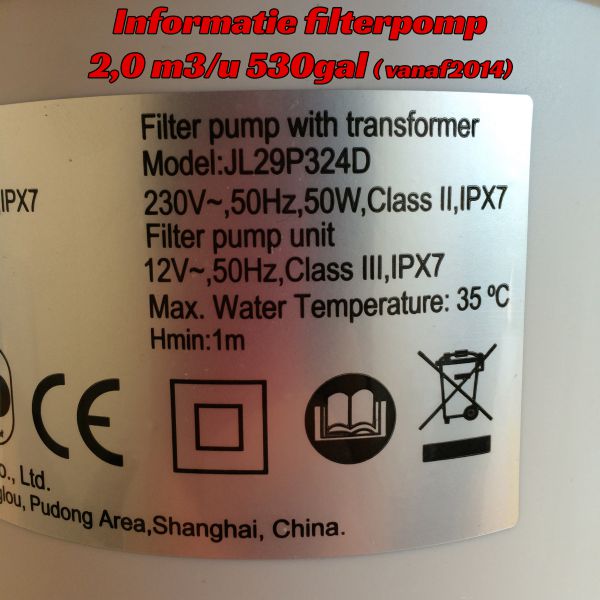 Informatie filterpomp
2,0 m3/u 530gal (vanaf2014)
Filter pump with transformer
Model:JL29P324D
IPX7
230V~,50Hz,50W,Class II,IPX7
Filter pump unit
12V~,50Hz,Class III,IPX7
Max. Water Temperature: 35 ºC
Hmin:1m
CE
Ltd.
Pudong Area,Shanghai, China.